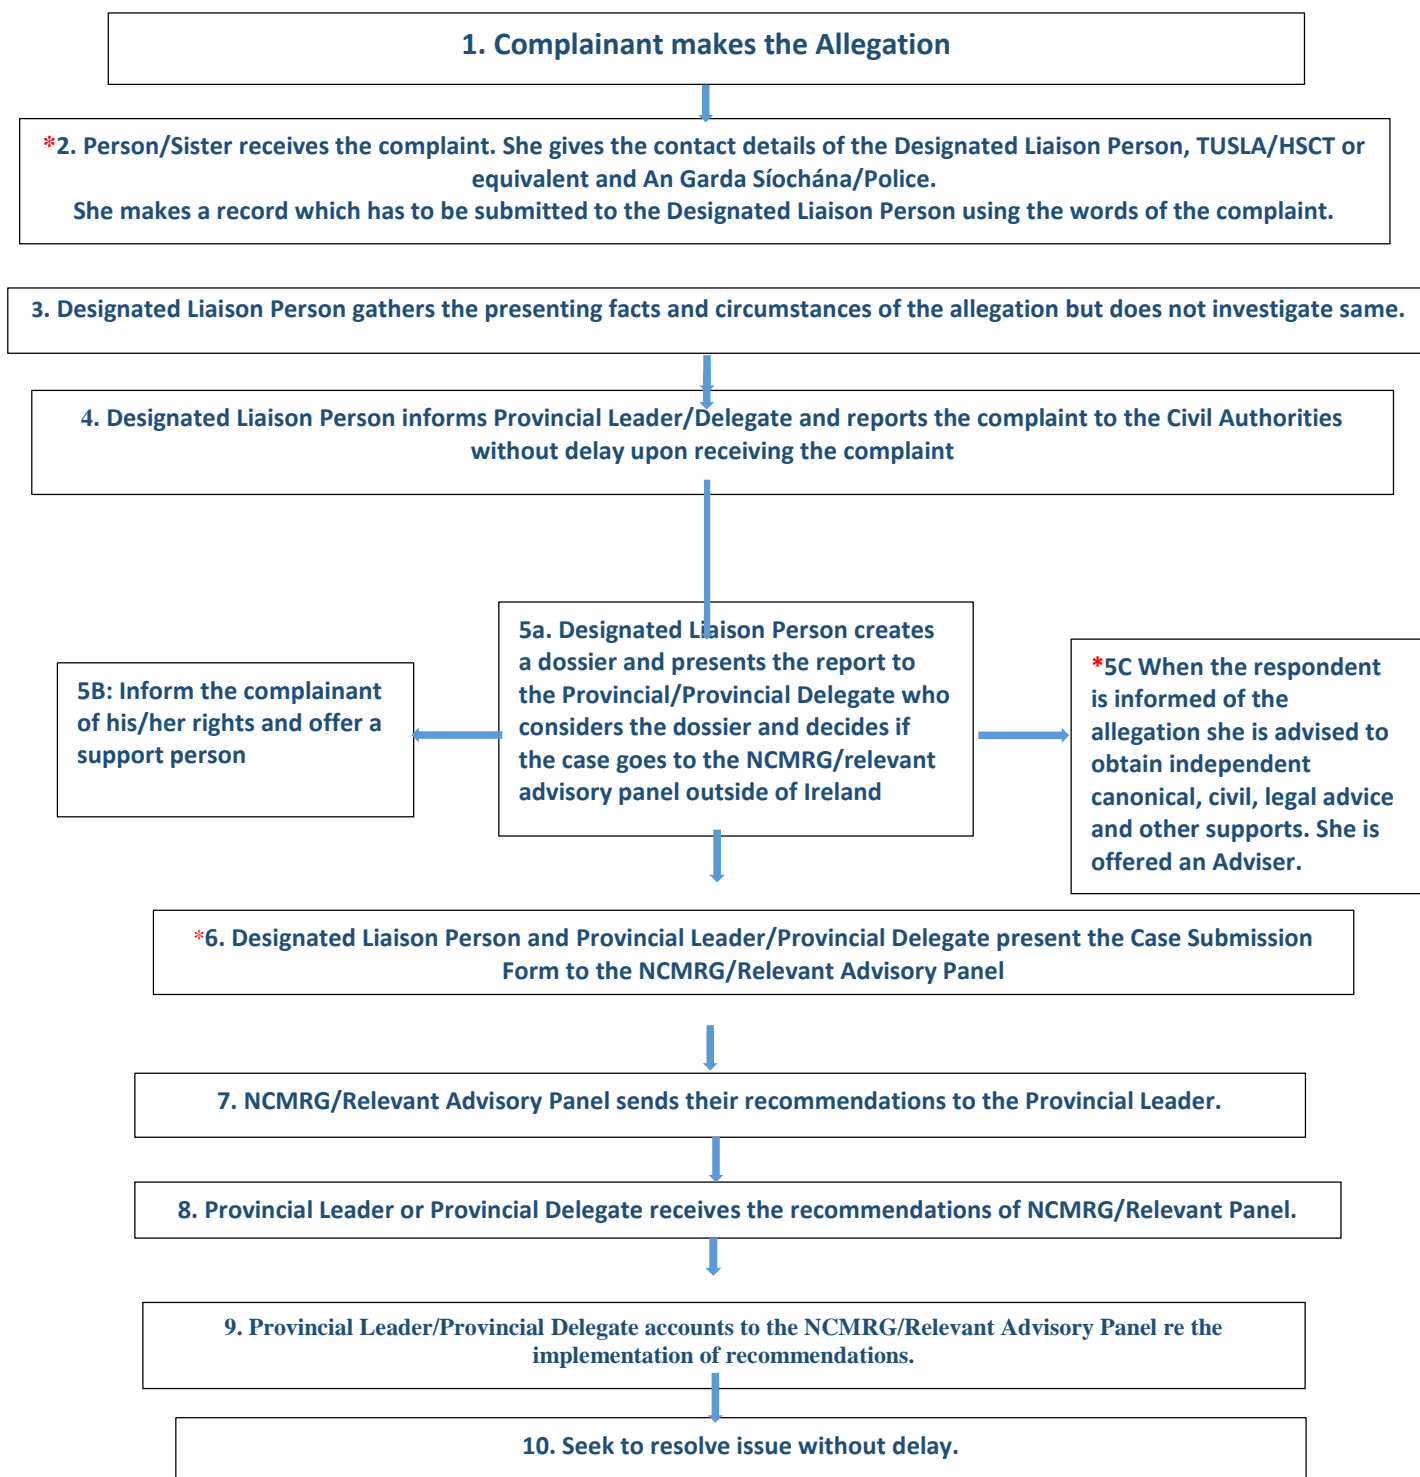 1. Complainant makes the Allegation
*2. Person/Sister receives the complaint. She gives the contact details of the Designated Liaison Person, TUSLA/HSCT or
equivalent and An Garda Síochána/Police.
She makes a record which has to be submitted to the Designated Liaison Person using the words of the complaint.
3. Designated Liaison Person gathers the presenting facts and circumstances of the allegation but does not investigate same.
4. Designated Liaison Person informs Provincial Leader/Delegate and reports the complaint to the Civil Authorities
without delay upon receiving the complaint
5B: Inform the complainant
of his/her rights and offer a
support person
5a. Designated Liaison Person creates
a dossier and presents the report to
the Provincial/Provincial Delegate who
considers the dossier and decides if
the case goes to the NCMRG/relevant
advisory panel outside of Ireland
*5C When the respondent
is informed of the
allegation she is advised to
obtain independent
canonical, civil, legal advice
and other supports. She is
offered an Adviser.
*6. Designated Liaison Person and Provincial Leader/Provincial Delegate present the Case Submission
Form to the NCMRG/Relevant Advisory Panel
7. NCMRG/Relevant Advisory Panel sends their recommendations to the Provincial Leader.
8. Provincial Leader or Provincial Delegate receives the recommendations of NCMRG/Relevant Panel.
9. Provincial Leader/Provincial Delegate accounts to the NCMRG/Relevant Advisory Panel re the
implementation of recommendations.
10. Seek to resolve issue without delay.